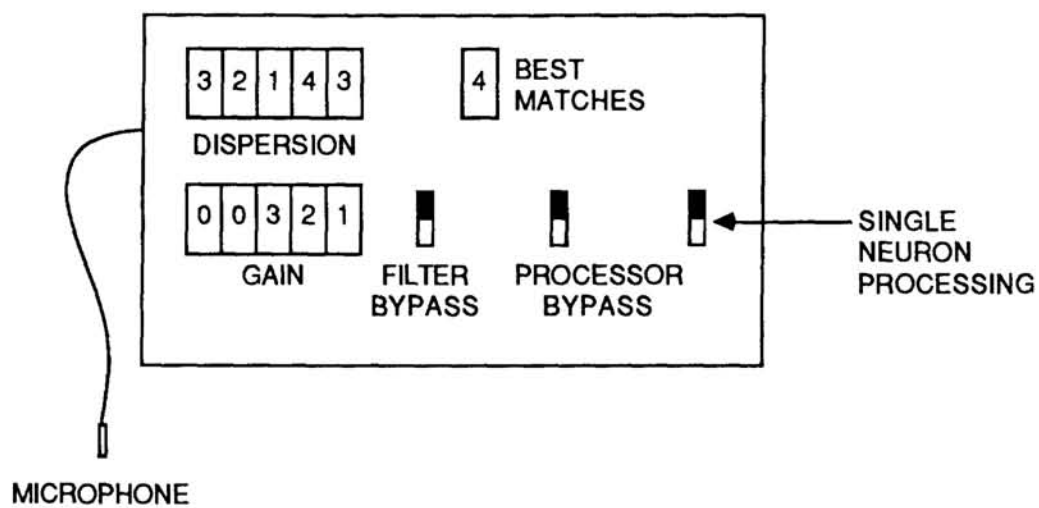 3 2 1 4 3
DISPERSION
4
BEST
MATCHES
0 0 3 2 1
GAIN
FILTER
BYPASS
PROCESSOR
BYPASS
SINGLE
NEURON
PROCESSING
MICROPHONE